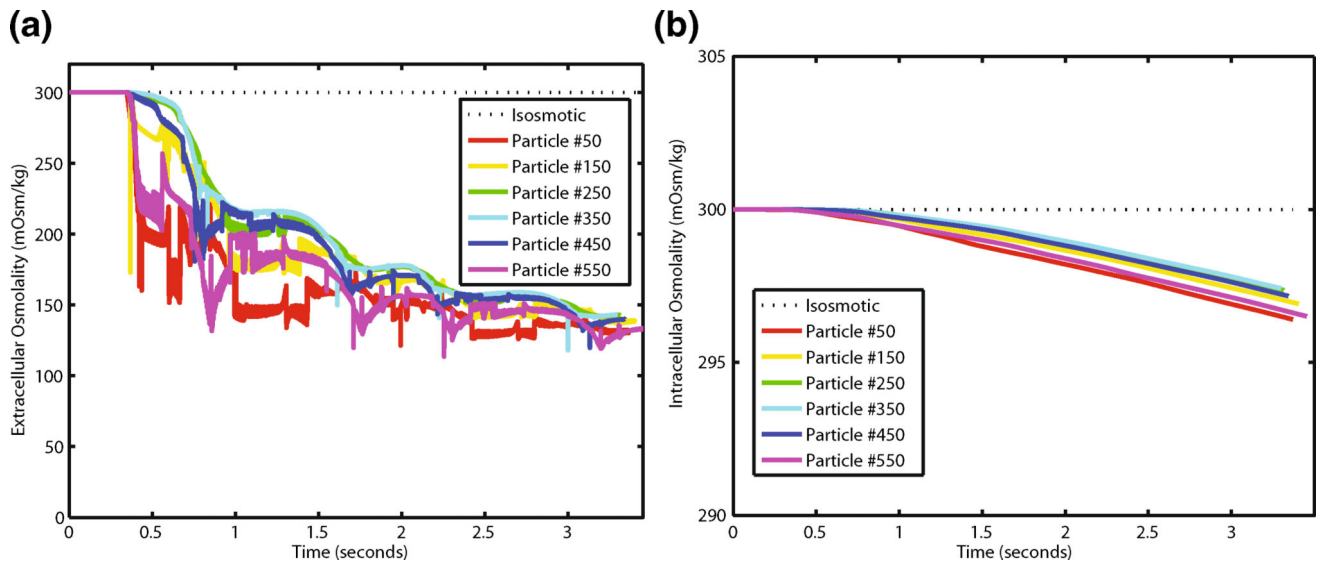 (a)
Extracellular Osmolality (mOsm/kg)
300
250
200
150
100
50
0
0
0.5
1
1.5
2
2.5
3
Time (seconds)
Isosmotic
Particle #50
Particle #150
Particle #250
Particle #350
Particle #450
Particle #550
(b)
Intracellular Osmolality (mOsm/kg)
305
300
295
290
0
0.5
1
1.5
2
2.5
3
Time (seconds)
Isosmotic
Particle #50
Particle #150
Particle #250
Particle #350
Particle #450
Particle #550